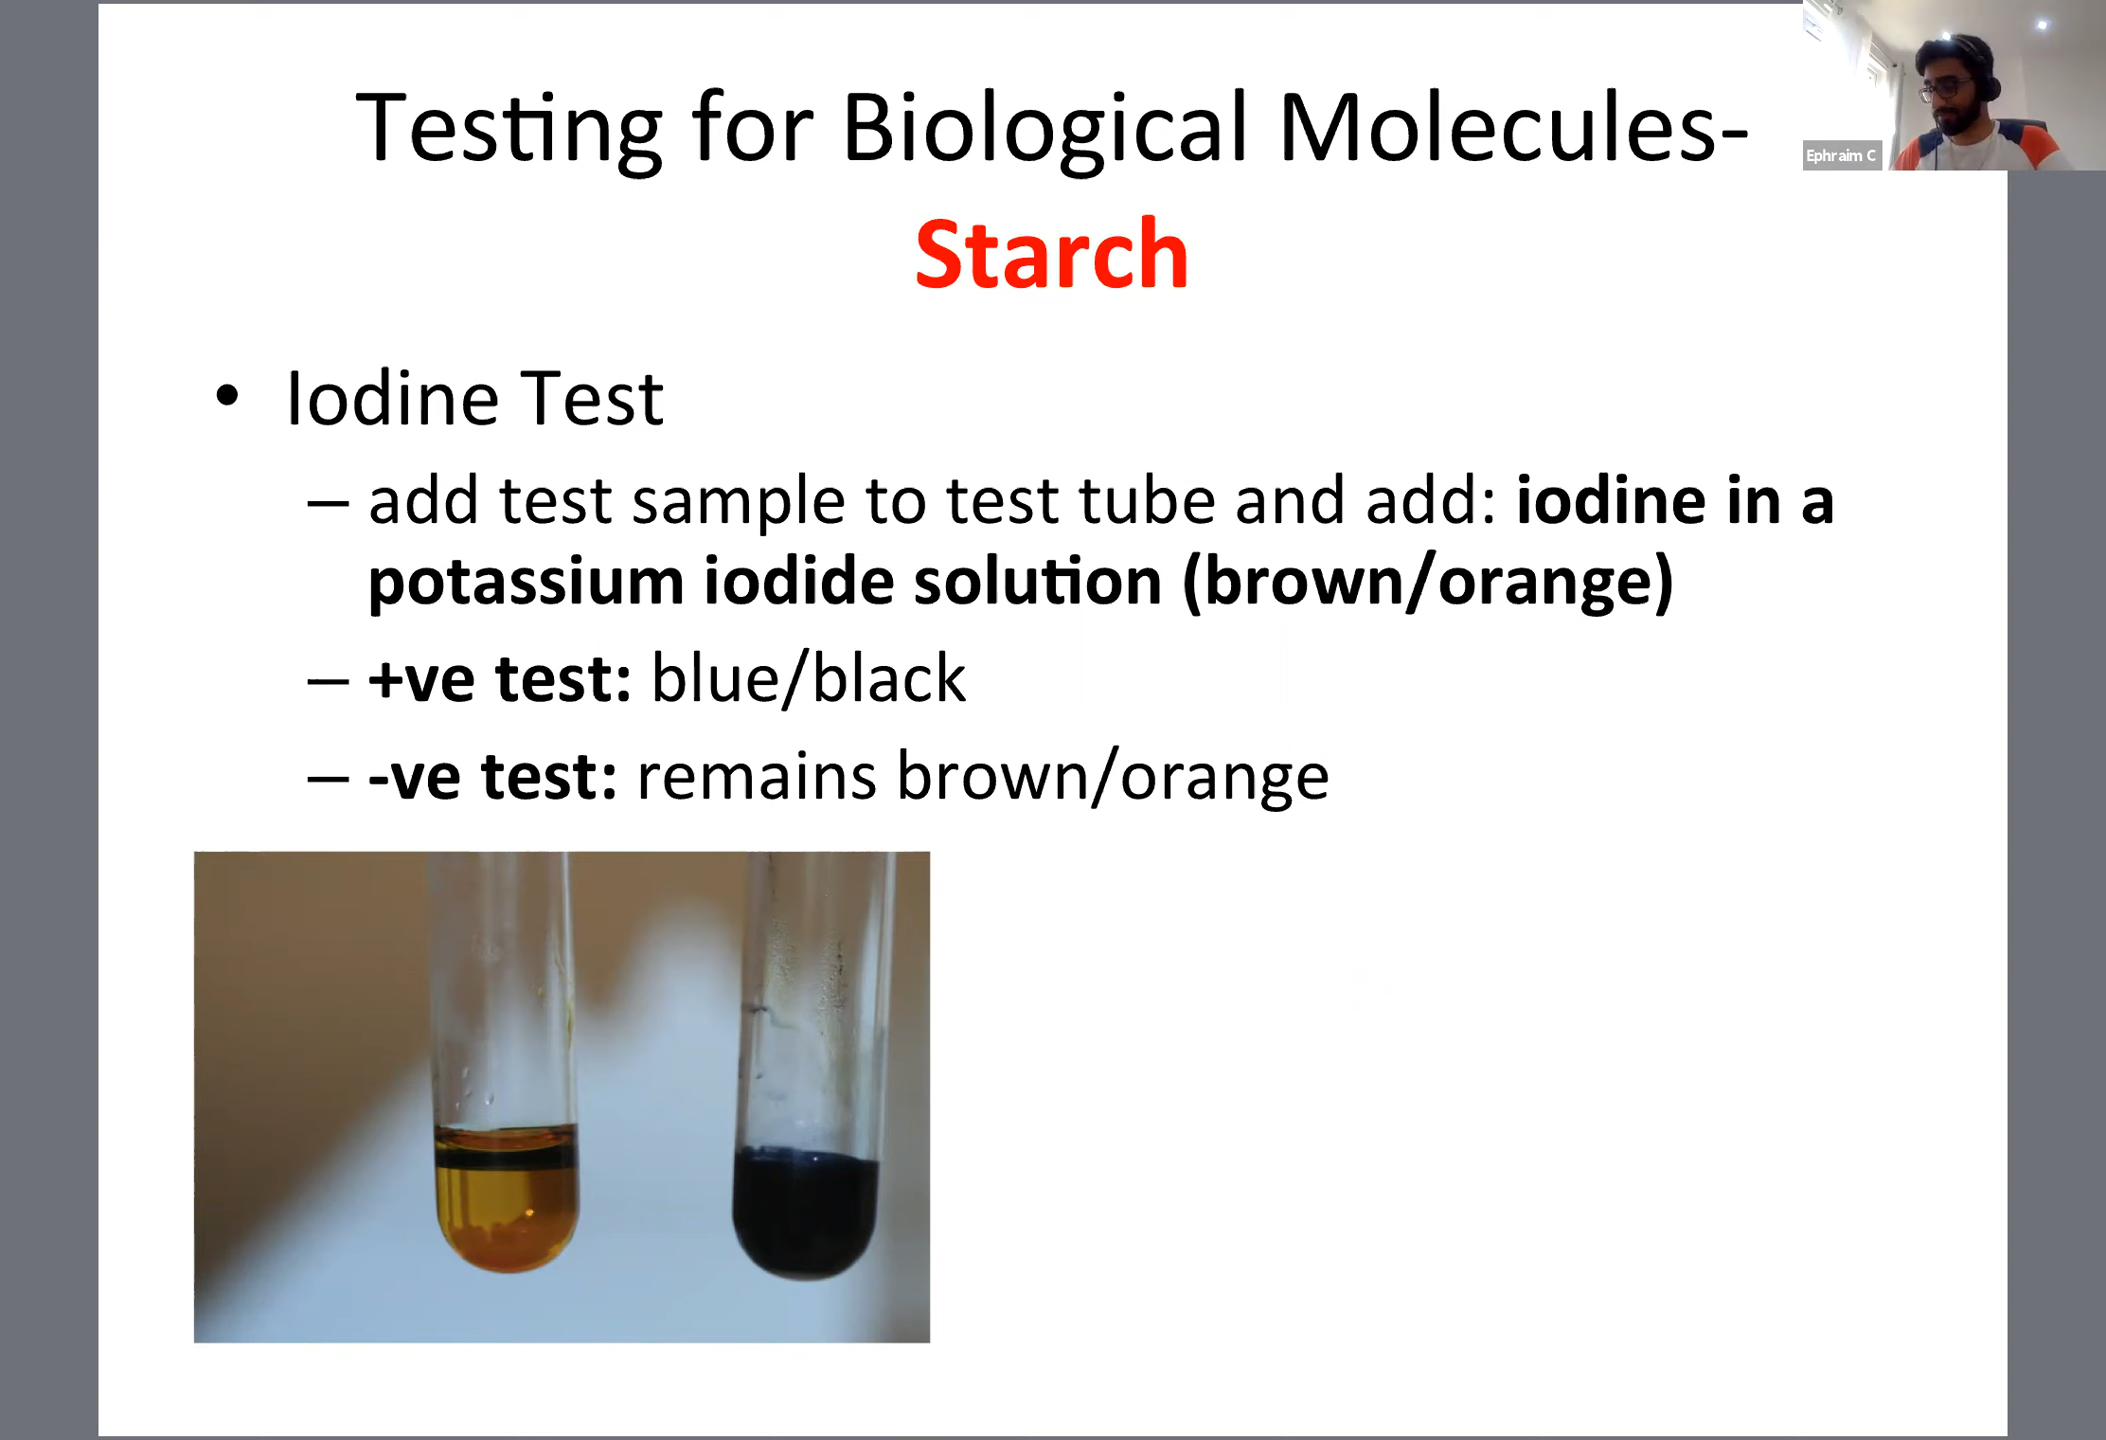 Testing for Biological Molecules-
Starch
Ephraim C
• Iodine Test
– add test sample to test tube and add: iodine in a
potassium iodide solution (brown/orange)
– +ve test: blue/black
– -ve test: remains brown/orange